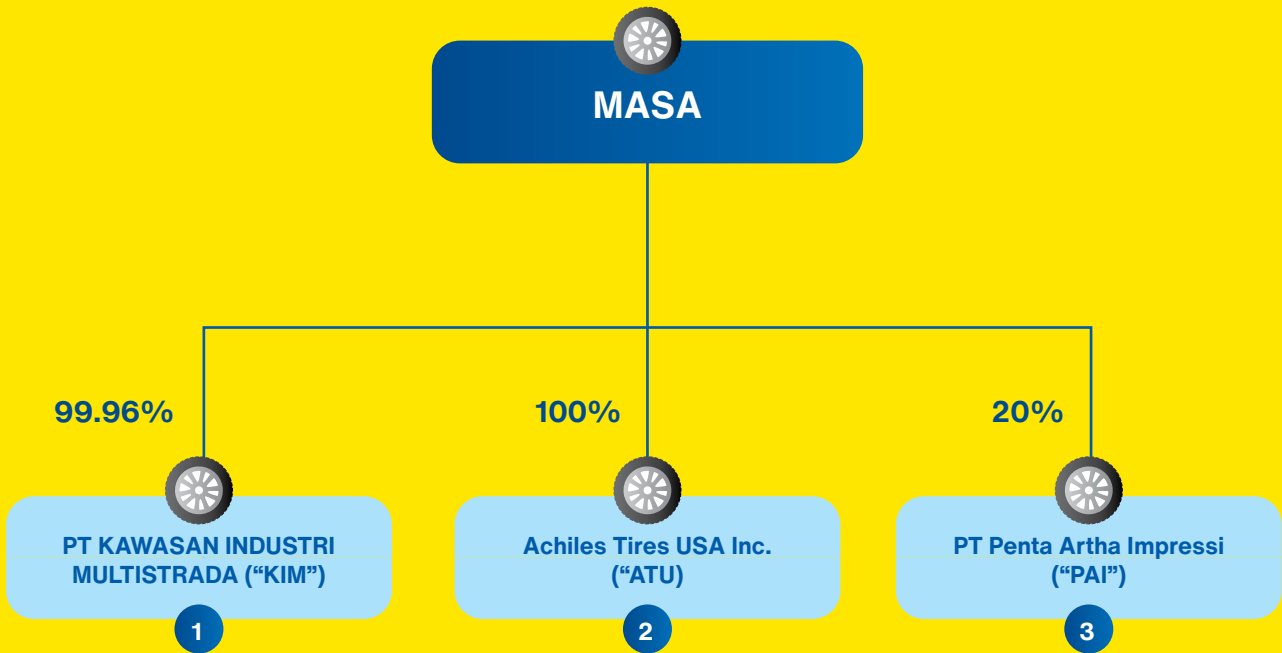 MASA
99.96%
100%
20%
PT KAWASAN INDUSTRI
MULTISTRADA (“KIM”)
Achiles Tires USA Inc.
(“ATU)
PT Penta Artha Impressi
(“PAI”)
1
2
3